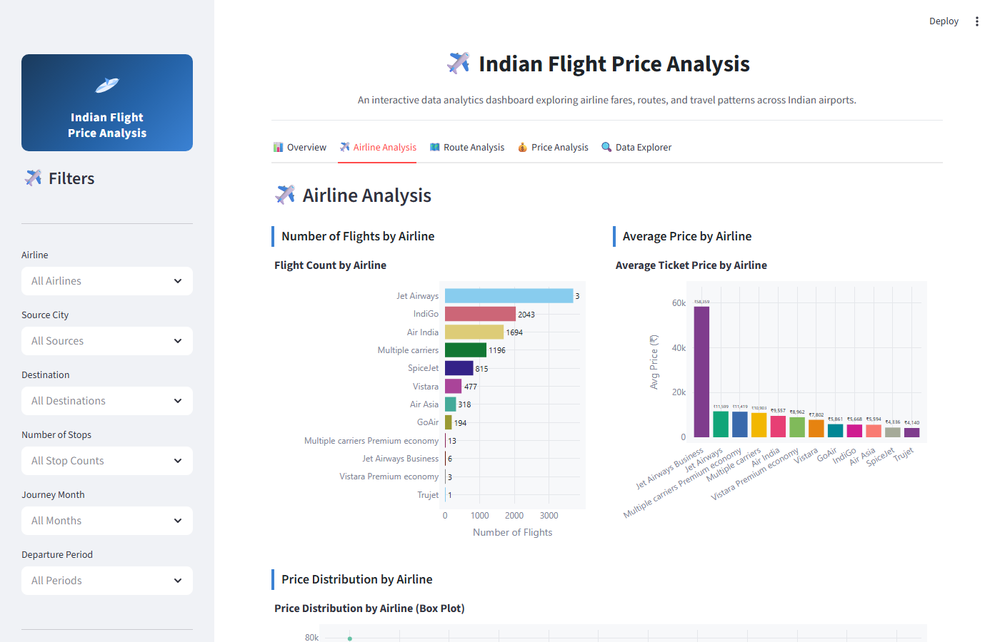 Deploy
Indian Flight
Price Analysis
Filters
Airline
All Airlines
Source City
All Sources
Destination
All Destinations
Number of Stops
All Stop Counts
Journey Month
All Months
Departure Period
All Periods
Indian Flight Price Analysis
An interactive data analytics dashboard exploring airline fares, routes, and travel patterns across Indian airports.
Overview
Airline Analysis
Route Analysis
Price Analysis
Data Explorer
Airline Analysis
Number of Flights by Airline
Flight Count by Airline
Jet Airways 3
IndiGo 2043
Air India 1694
Multiple carriers 1196
SpiceJet 815
Vistara 477
Air Asia 318
GoAir 194
Multiple carriers Premium economy 13
Jet Airways Business 6
Vistara Premium economy 3
Trujet 1
0 1000 2000 3000
Number of Flights
Average Price by Airline
Average Ticket Price by Airline
Avg Price (₹)
60k
40k
20k
0
₹58,359
₹11,599
₹11,419
₹10,903
₹9,557
₹8,962
₹7,802
₹5,861
₹5,668
₹5,594
₹4,336
₹4,140
Jet Airways Business
Jet Airways
Multiple carriers Premium economy
Multiple carriers
Air India
Vistara Premium economy
Vistara
GoAir
IndiGo
Air Asia
SpiceJet
Trujet
Price Distribution by Airline
Price Distribution by Airline (Box Plot)
80k